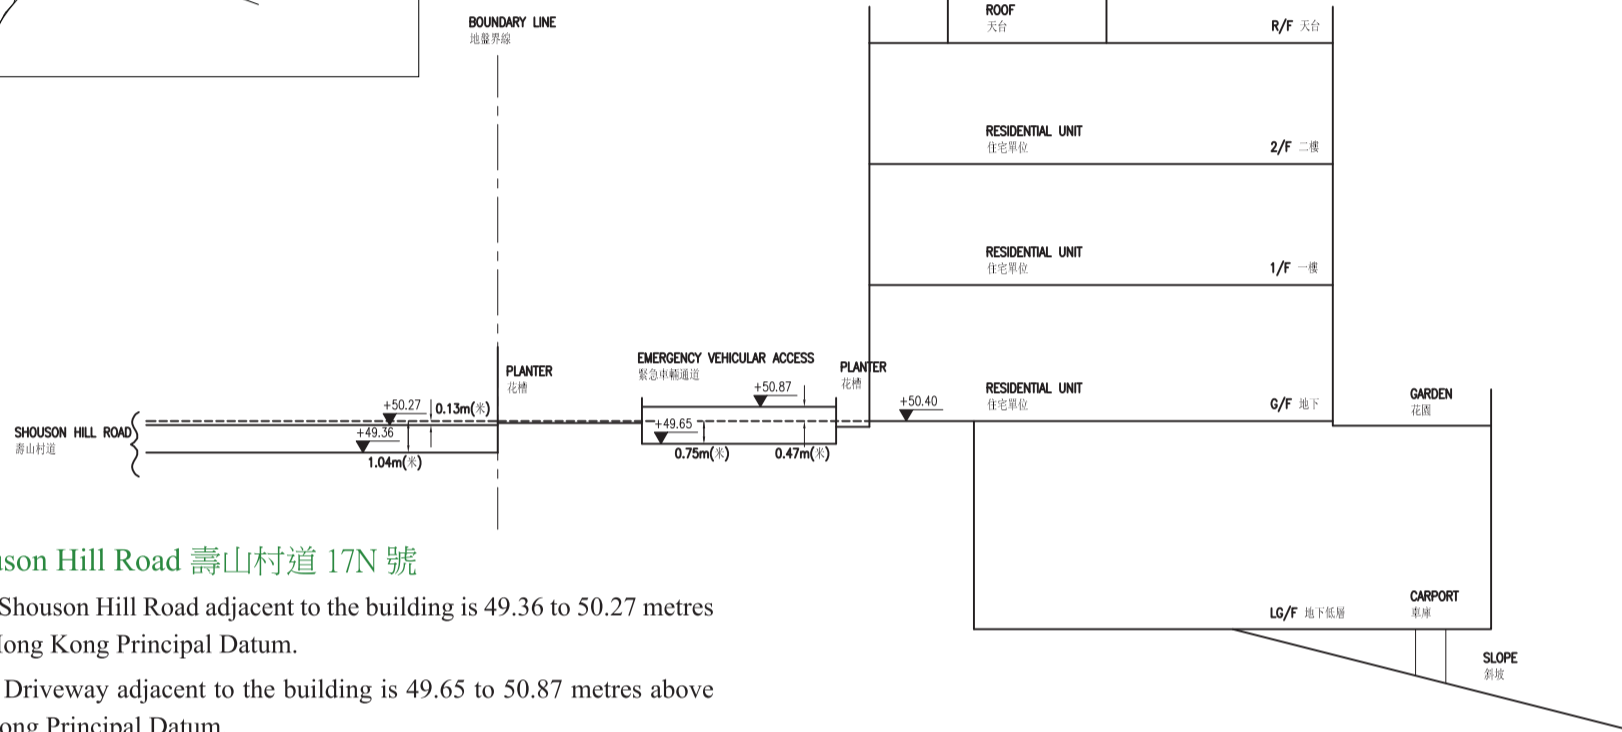 BOUNDARY LINE
地盤界線
ROOF
天台
R/F 天台
RESIDENTIAL UNIT
住宅單位
2/F 二樓
RESIDENTIAL UNIT
住宅單位
1/F 一樓
EMERGENCY VEHICULAR ACCESS
緊急車輛通道
PLANTER
花槽
PLANTER
花槽
RESIDENTIAL UNIT
住宅單位
G/F 地下
GARDEN
花園
+50.27
0.13m(米)
+50.87
+50.40
SHOUSON HILL ROAD
壽山村道
+49.36
1.04m(米)
+49.65
0.75m(米)
0.47m(米)
LG/F 地下低層
CARPORT
車庫
SLOPE
斜坡
Hill Road 壽山村道 17N 號
Shouson Hill Road adjacent to the building is 49.36 to 50.27 metres
Kong Principal Datum.
Driveway adjacent to the building is 49.65 to 50.87 metres above
Principal Datum